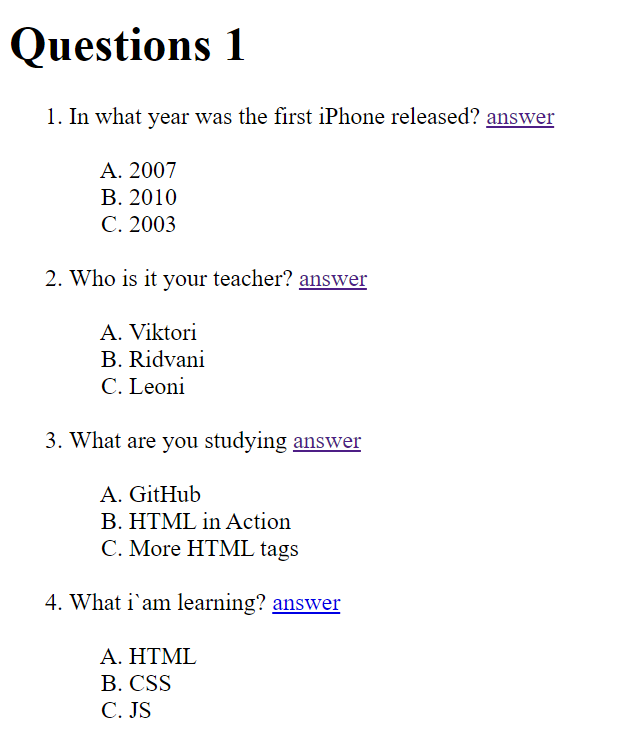 Questions 1
1. In what year was the first iPhone released? answer
A. 2007
B. 2010
C. 2003
2. Who is it your teacher? answer
A. Viktori
B. Ridvani
C. Leoni
3. What are you studying answer
A. GitHub
B. HTML in Action
C. More HTML tags
4. What i`am learning? answer
A. HTML
B. CSS
C. JS